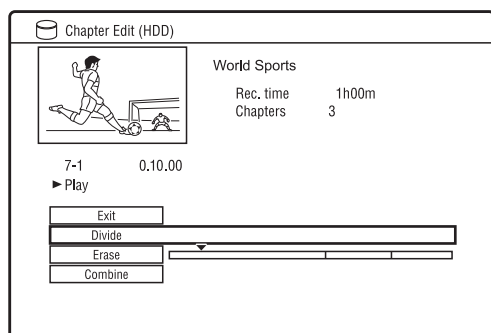 Chapter Edit (HDD)
World Sports
Rec. time 1h00m
Chapters 3
7-1 0.10.00
Play
Exit
Divide
Erase
Combine